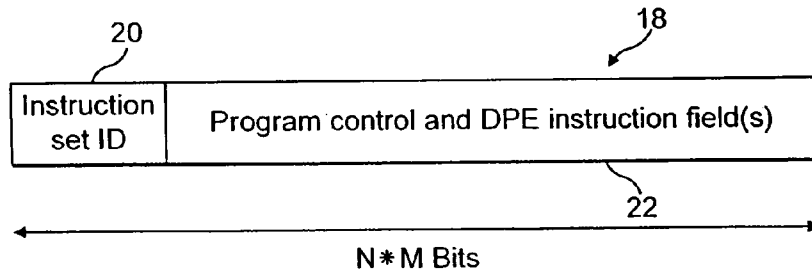 20
18
Instruction
set ID
Program control and DPE instruction field(s)
22
N*M Bits